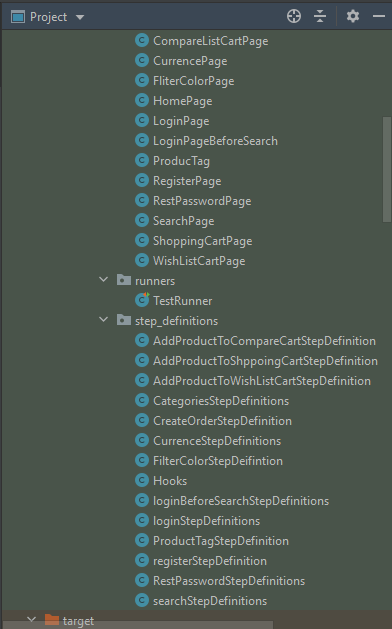 Project
CompareListCartPage
CurrencePage
FliterColorPage
HomePage
LoginPage
LoginPageBeforeSearch
ProducTag
RegisterPage
RestPasswordPage
SearchPage
ShoppingCartPage
WishListCartPage
runners
TestRunner
step_definitions
AddProductToCompareCartStepDefinition
AddProductToShppoingCartStepDefinition
AddProductToWishListCartStepDefinition
CategoriesStepDefinitions
CreateOrderStepDefinition
CurrenceStepDefinitions
FilterColorStepDeifintion
Hooks
loginBeforeSearchStepDefinitions
loginStepDefinitions
ProductTagStepDefinition
registerStepDefinition
RestPasswordStepDefinitions
searchStepDefinitions
target